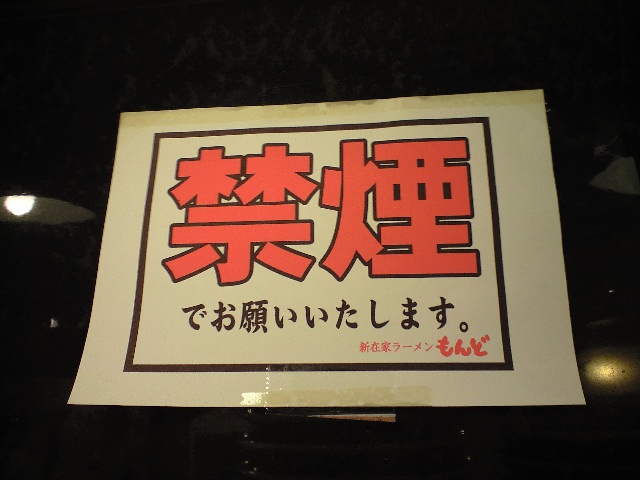 禁煙
でお願いいたします。
新在家ラーメン もんど